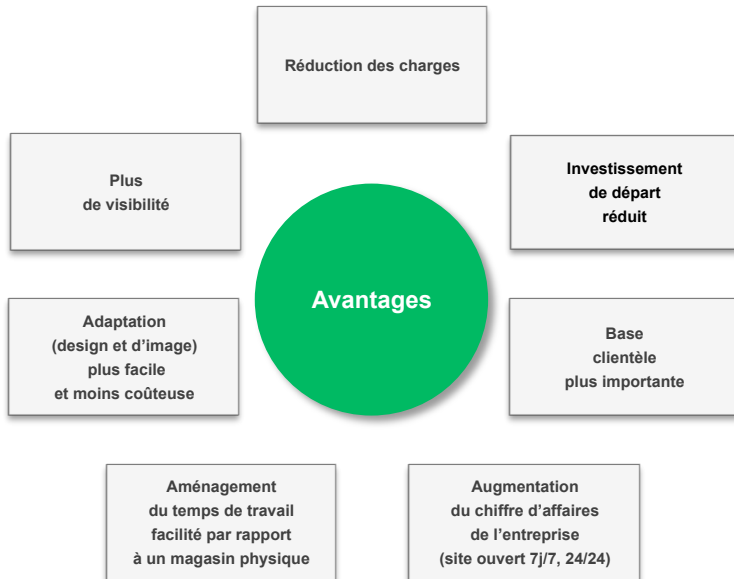 Réduction des charges
Plus
de visibilité
Investissement
de départ
réduit
Avantages
Adaptation
(design et d’image)
plus facile
et moins coûteuse
Base
clientèle
plus importante
Aménagement
du temps de travail
facilité par rapport
à un magasin physique
Augmentation
du chiffre d’affaires
de l’entreprise
(site ouvert 7j/7, 24/24)